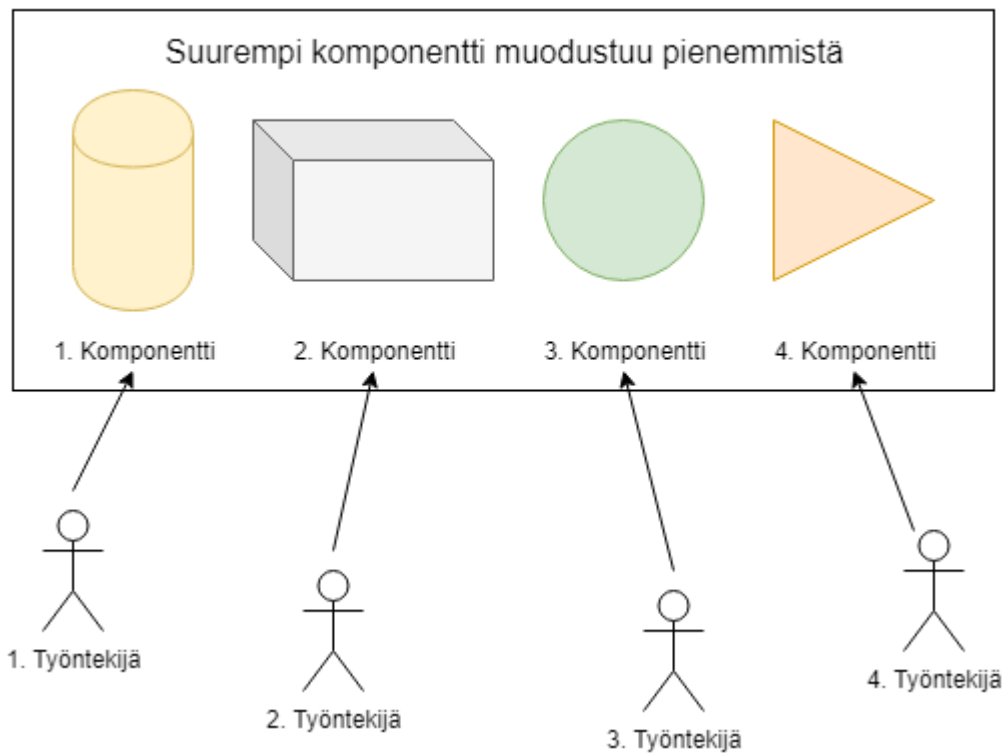 Suurempi komponentti muodustuu pienemmistä
1. Komponentti
2. Komponentti
3. Komponentti
4. Komponentti
1. Työntekijä
2. Työntekijä
3. Työntekijä
4. Työntekijä